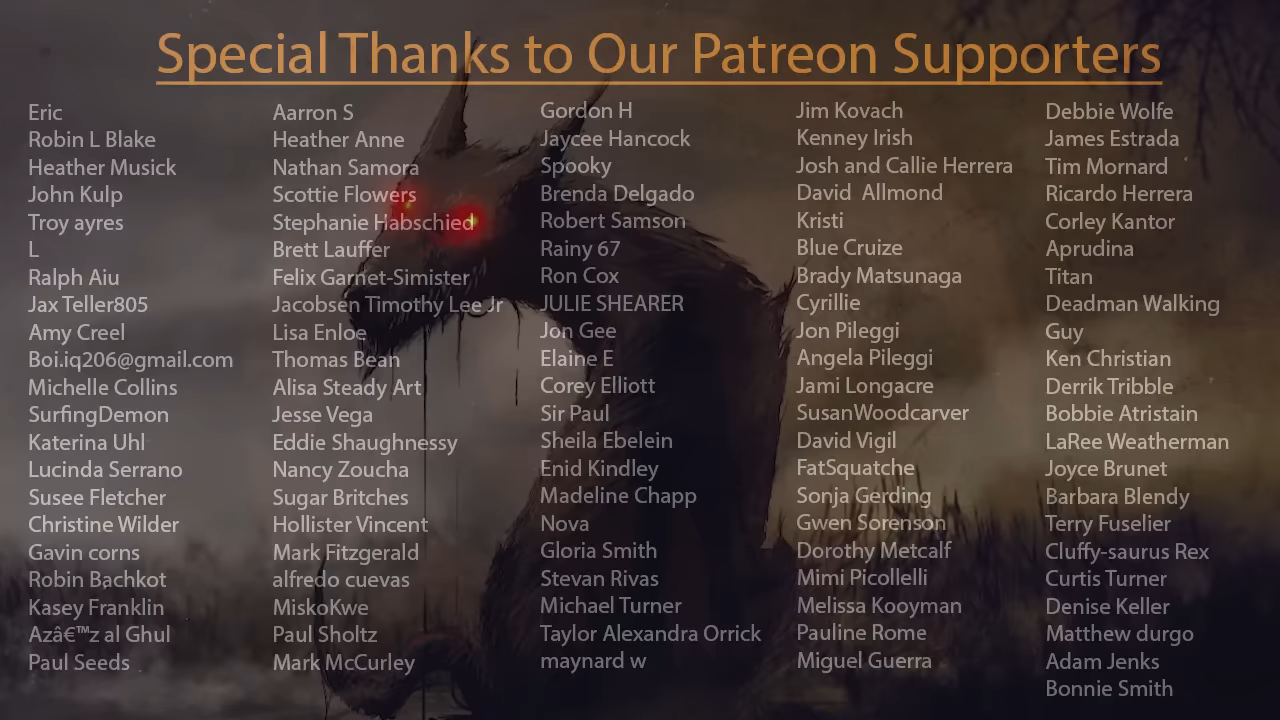 Special Thanks to Our Patreon Supporters
Eric
Robin L Blake
Heather Musick
John Kulp
Troy ayres
L
Ralph Aiu
Jax Teller805
Amy Creel
Boi.iq206@gmail.com
Michelle Collins
SurfingDemon
Katerina Uhl
Lucinda Serrano
Susee Fletcher
Christine Wilder
Gavin corns
Robin Bachkot
Kasey Franklin
Azâ€™z al Ghul
Paul Seeds
Aarron S
Heather Anne
Nathan Samora
Scottie Flowers
Stephanie Habschied
Brett Lauffer
Felix Garnet-Simister
Jacobsen Timothy Lee Jr
Lisa Enloe
Thomas Bean
Alisa Steady Art
Jesse Vega
Eddie Shaughnessy
Nancy Zoucha
Sugar Britches
Hollister Vincent
Mark Fitzgerald
alfredo cuevas
MiskoKwe
Paul Sholtz
Mark McCurley
Gordon H
Jaycee Hancock
Spooky
Brenda Delgado
Robert Samson
Rainy 67
Ron Cox
JULIE SHEARER
Jon Gee
Elaine E
Corey Elliott
Sir Paul
Sheila Ebelein
Enid Kindley
Madeline Chapp
Nova
Gloria Smith
Stevan Rivas
Michael Turner
Taylor Alexandra Orrick
maynard w
Jim Kovach
Kenney Irish
Josh and Callie Herrera
David  Allmond
Kristi
Blue Cruize
Brady Matsunaga
Cyrillie
Jon Pileggi
Angela Pileggi
Jami Longacre
SusanWoodcarver
David Vigil
FatSquatche
Sonja Gerding
Gwen Sorenson
Dorothy Metcalf
Mimi Picollelli
Melissa Kooyman
Pauline Rome
Miguel Guerra
Debbie Wolfe
James Estrada
Tim Mornard
Ricardo Herrera
Corley Kantor
Aprudina
Titan
Deadman Walking
Guy
Ken Christian
Derrik Tribble
Bobbie Atristain
LaRee Weatherman
Joyce Brunet
Barbara Blendy
Terry Fuselier
Cluffy-saurus Rex
Curtis Turner
Denise Keller
Matthew durgo
Adam Jenks
Bonnie Smith